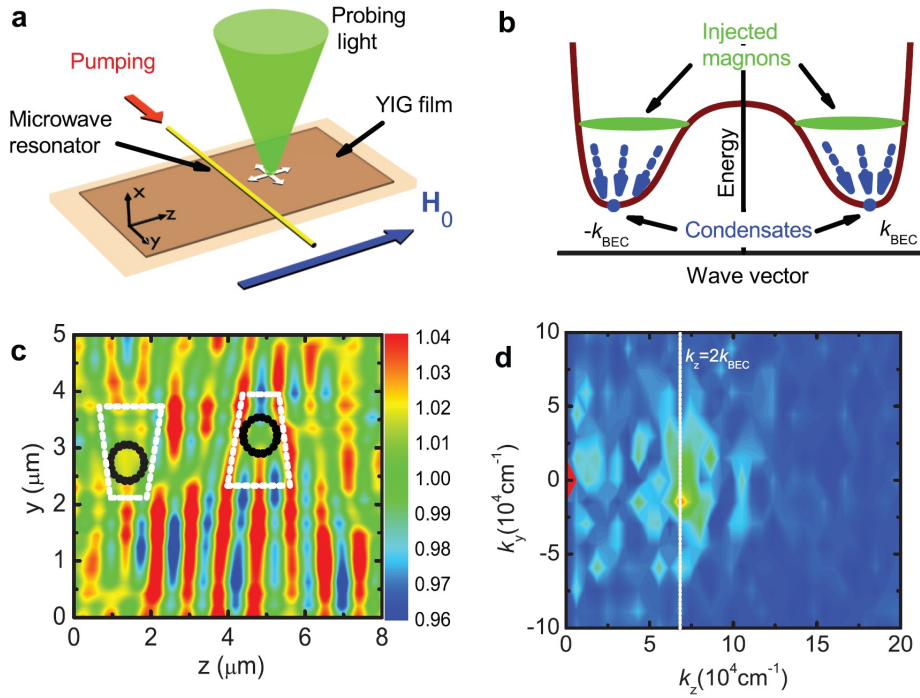 a
Probing
light
Pumping
Microwave
resonator
YIG film
x
z
y
H0
b
Injected
magnons
Energy
-kBEC
Condensates
kBEC
Wave vector
c
5
4
3
2
1
0
y (μm)
0 2 4 6 8
z (μm)
1.04
1.03
1.02
1.01
1.00
0.99
0.98
0.97
0.96
d
kz=2kBEC
10
5
0
-5
-10
ky(10⁴cm⁻¹)
0 5 10 15 20
kz(10⁴cm⁻¹)